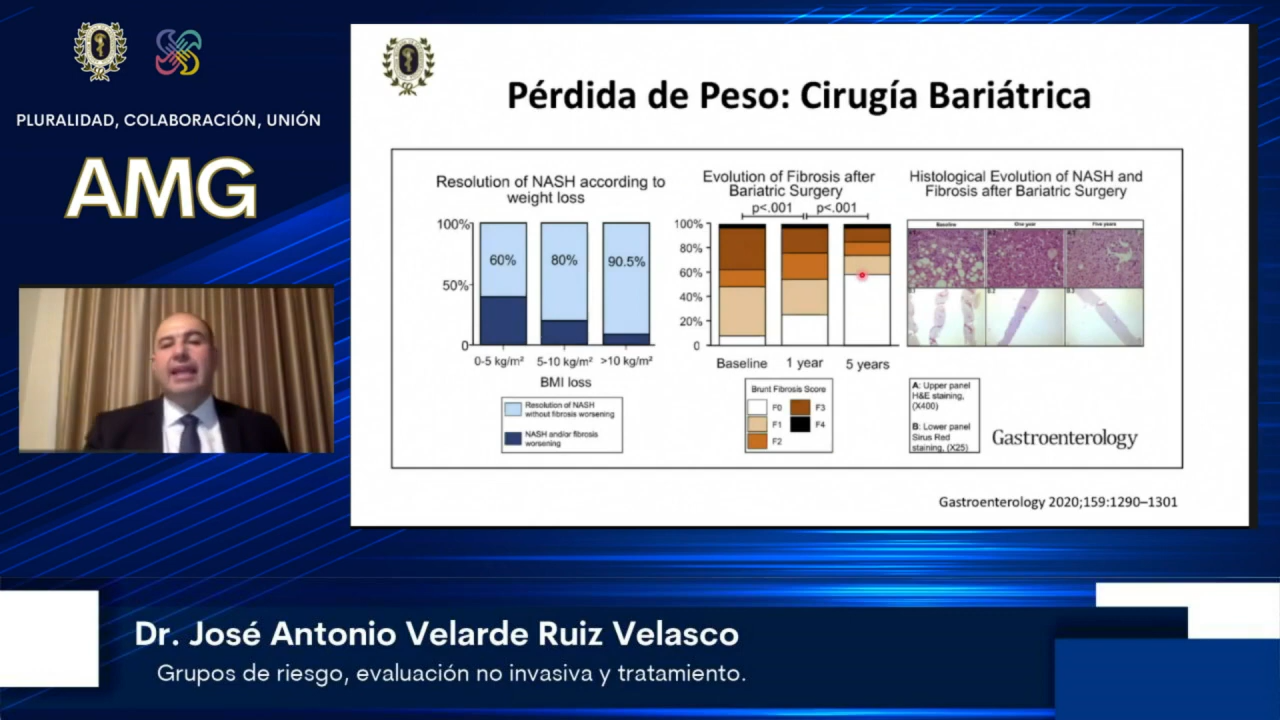 PLURALIDAD, COLABORACIÓN, UNIÓN
AMG
Pérdida de Peso: Cirugía Bariátrica
Resolution of NASH according to
weight loss
100%
50%
0
60%
80%
90.5%
0-5 kg/m²
5-10 kg/m²
>10 kg/m²
BMI loss
Resolution of NASH
without fibrosis worsening
NASH and/or fibrosis
worsening
Evolution of Fibrosis after
Bariatric Surgery
p<.001
p<.001
100%
80%
60%
40%
20%
0
Baseline
1 year
5 years
Brunt Fibrosis Score
F0
F3
F1
F4
F2
Histological Evolution of NASH and
Fibrosis after Bariatric Surgery
Baseline
One year
Five years
A: Upper panel
H&E staining,
(X400)
B: Lower panel
Sirus Red
staining, (X25)
Gastroenterology
Gastroenterology 2020;159:1290–1301
Dr. José Antonio Velarde Ruiz Velasco
Grupos de riesgo, evaluación no invasiva y tratamiento.